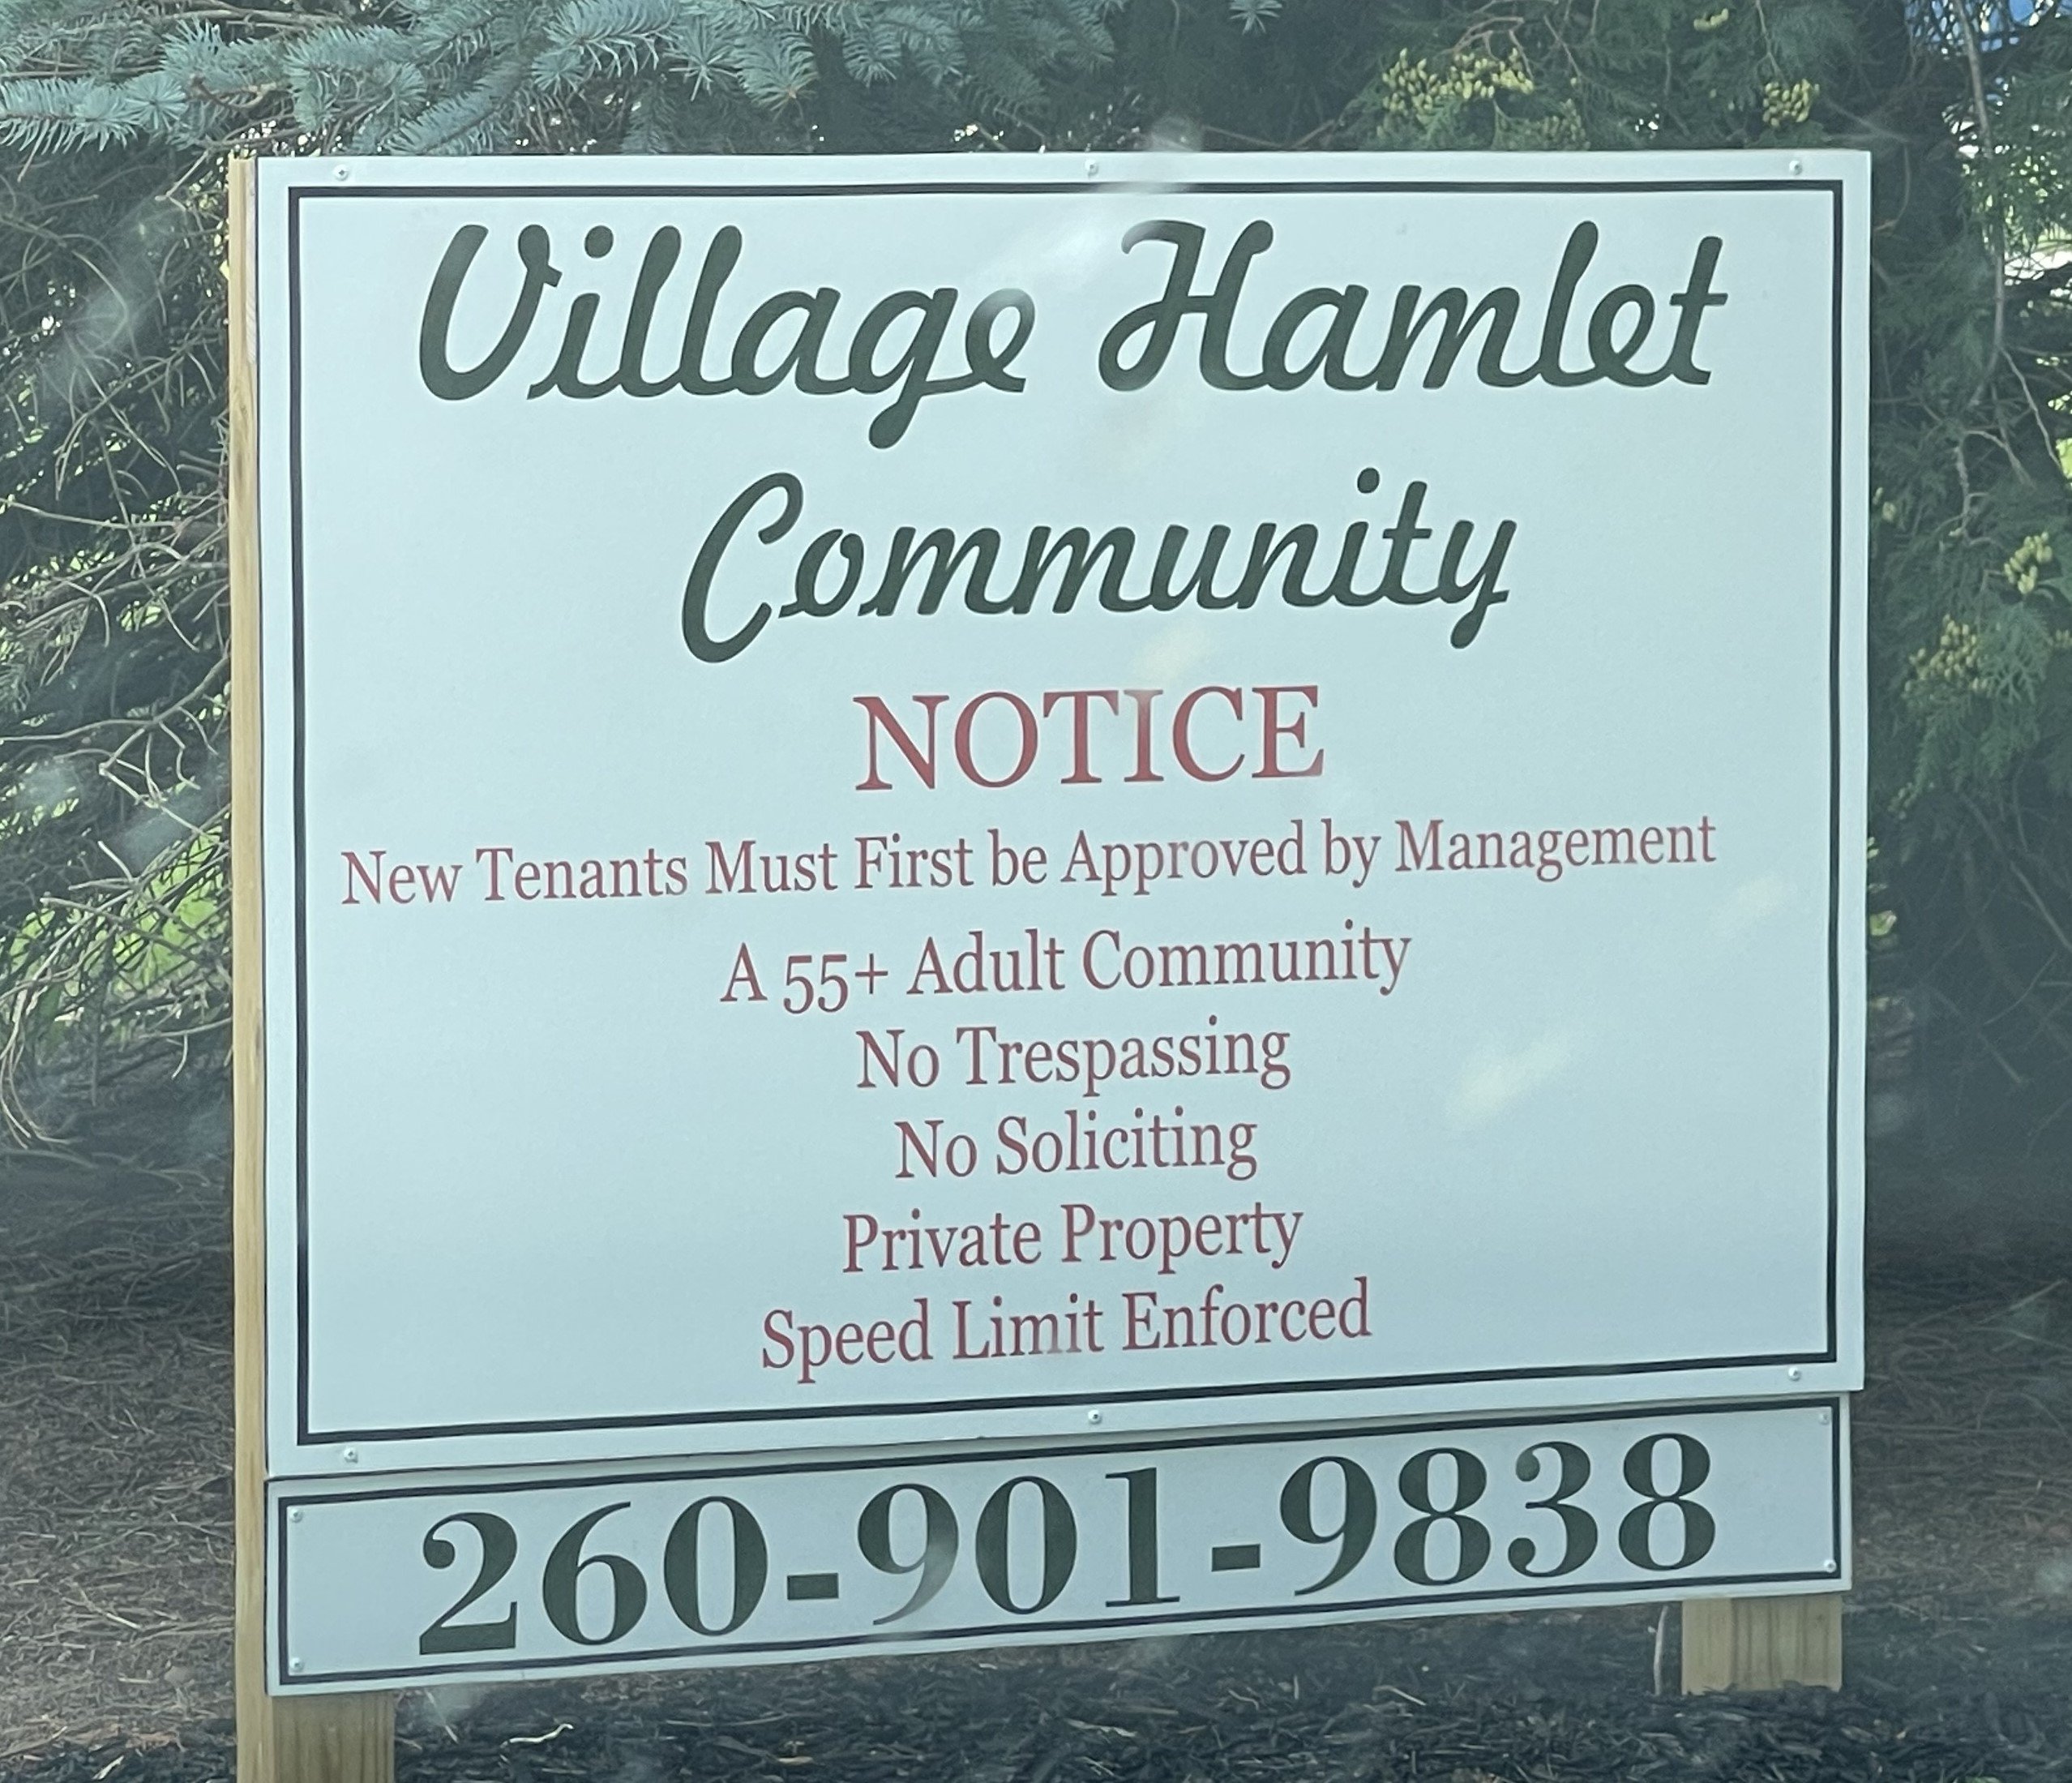 Village Hamlet
Community
NOTICE
New Tenants Must First be Approved by Management
A 55+ Adult Community
No Trespassing
No Soliciting
Private Property
Speed Limit Enforced
260-901-9838